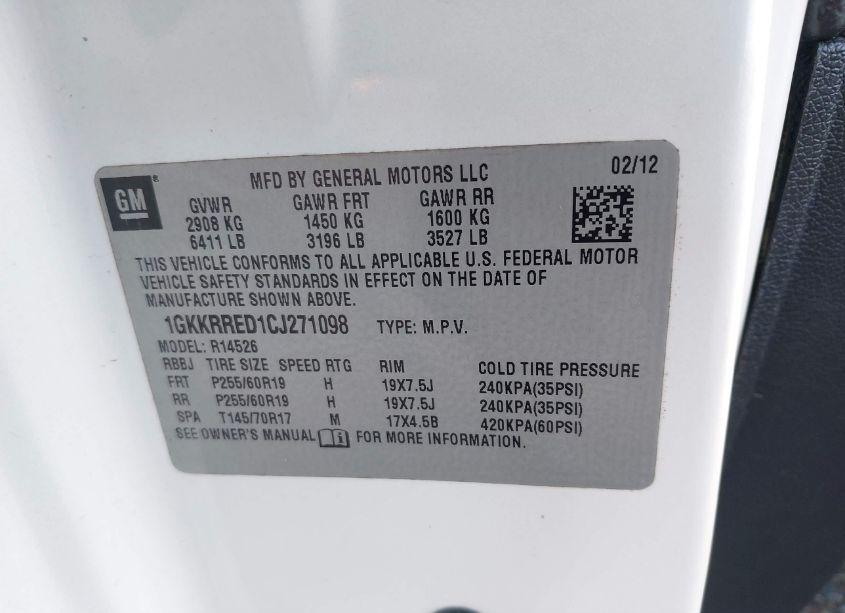 MFD BY GENERAL MOTORS LLC 02/12
GM®
GVWR GAWR FRT GAWR RR
2908 KG 1450 KG 1600 KG
6411 LB 3196 LB 3527 LB
THIS VEHICLE CONFORMS TO ALL APPLICABLE U.S. FEDERAL MOTOR
VEHICLE SAFETY STANDARDS IN EFFECT ON THE DATE OF
MANUFACTURE SHOWN ABOVE.
1GKKRRED1CJ271098 TYPE: M.P.V.
MODEL: R14526
RBBJ TIRE SIZE SPEED RTG RIM COLD TIRE PRESSURE
FRT P255/60R19 H 19X7.5J 240KPA(35PSI)
RR P255/60R19 H 19X7.5J 240KPA(35PSI)
SPA T145/70R17 M 17X4.5B 420KPA(60PSI)
SEE OWNER'S MANUAL FOR MORE INFORMATION.